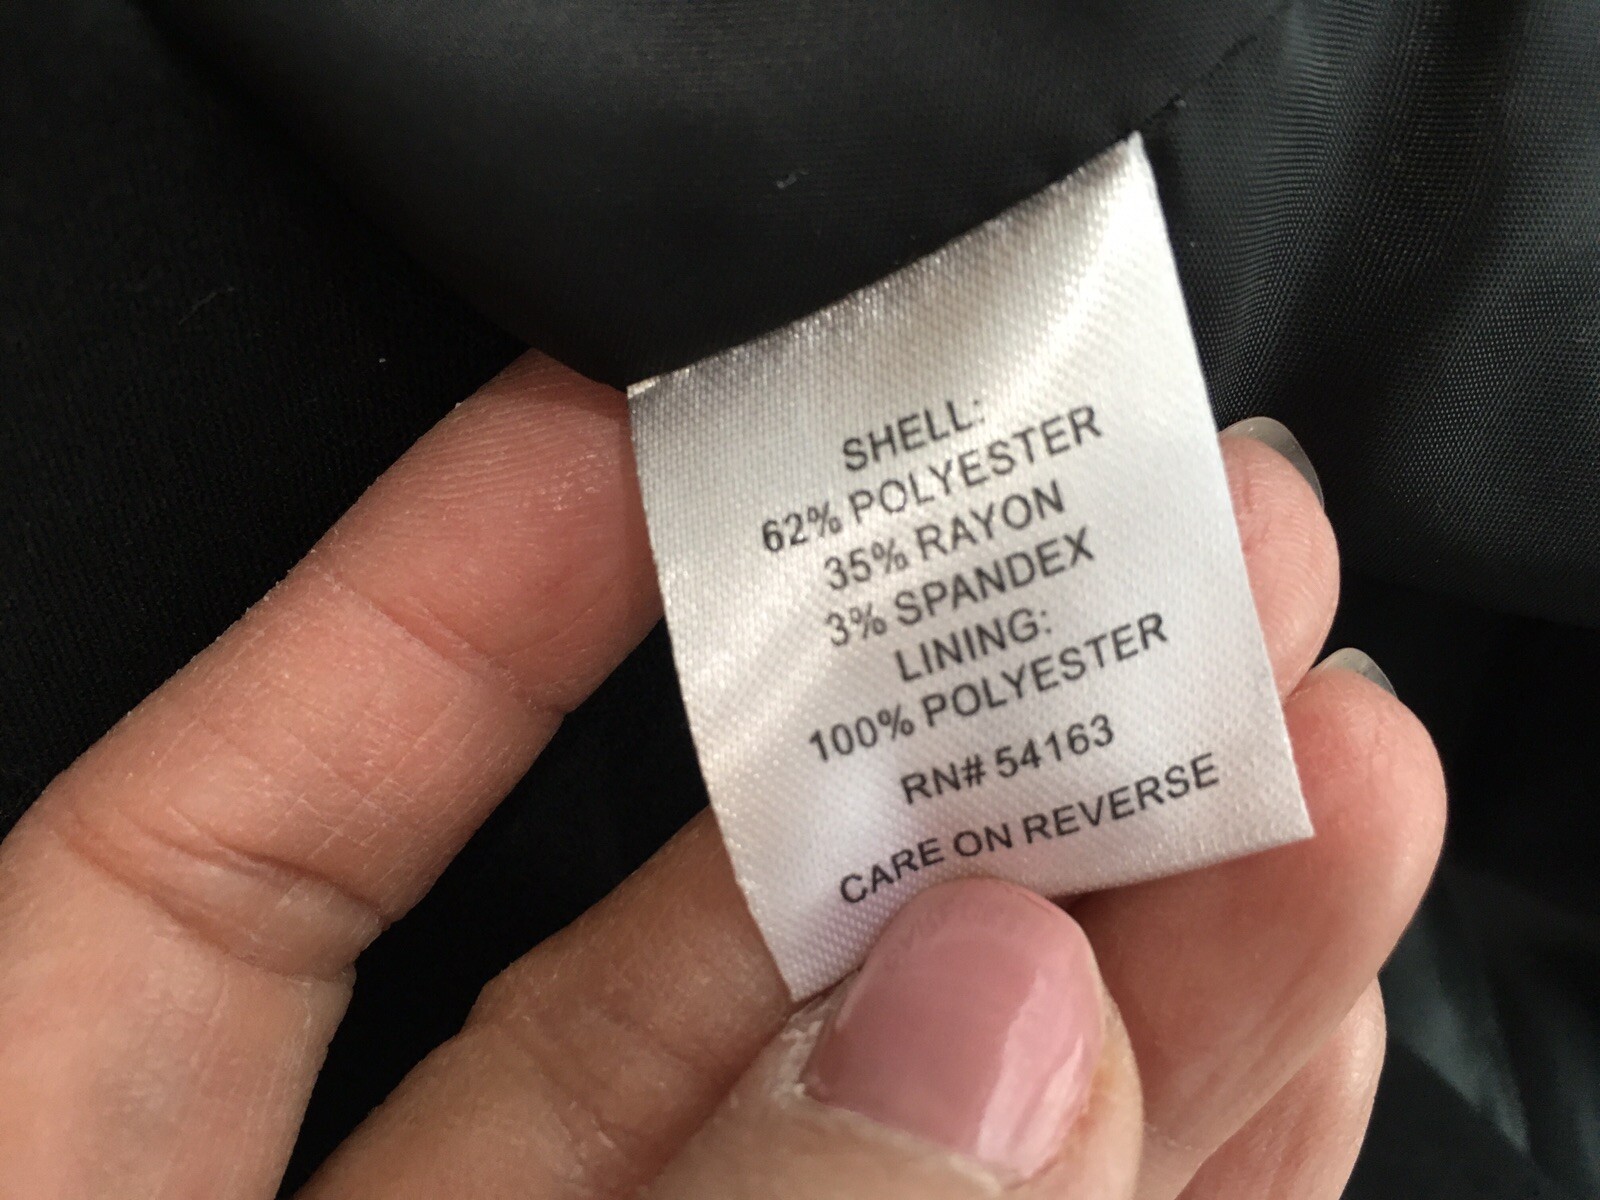 SHELL:
62% POLYESTER
35% RAYON
3% SPANDEX
LINING:
100% POLYESTER
RN# 54163
CARE ON REVERSE